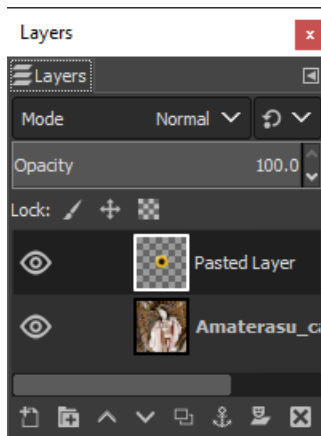 Layers
x
Layers
Mode Normal
Opacity 100.0
Lock:
Pasted Layer
Amaterasu_ca